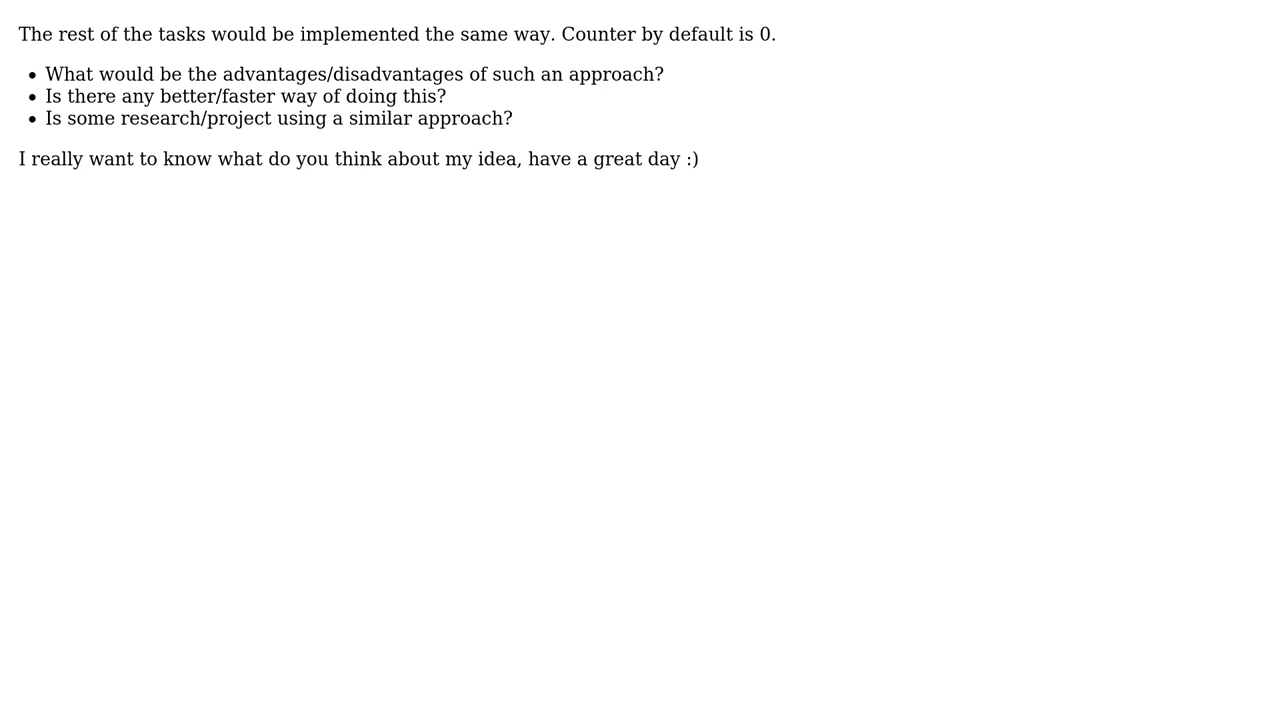 The rest of the tasks would be implemented the same way. Counter by default is 0.
• What would be the advantages/disadvantages of such an approach?
• Is there any better/faster way of doing this?
• Is some research/project using a similar approach?
I really want to know what do you think about my idea, have a great day :)